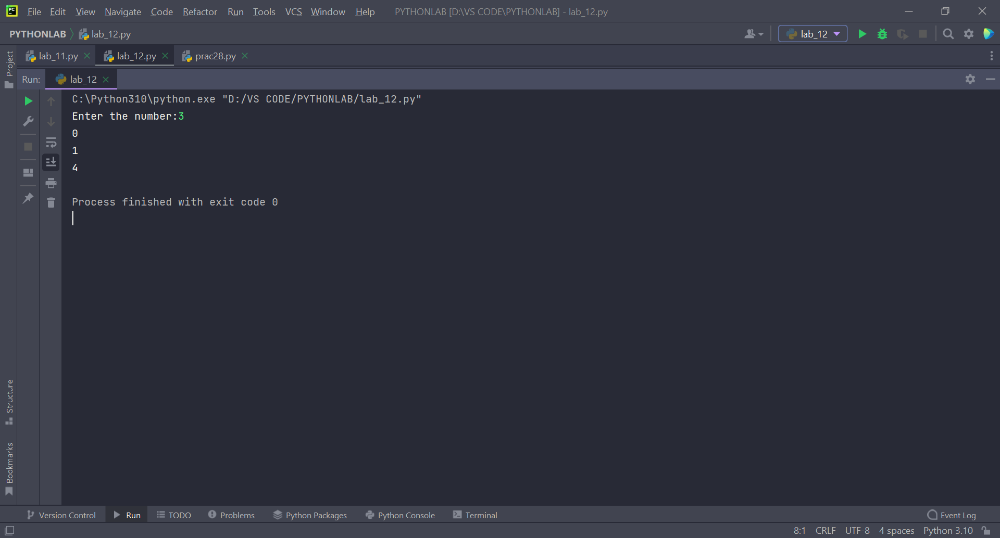 PC File Edit View Navigate Code Refactor Run Tools VCS Window Help PYTHONLAB [D:\VS CODE\PYTHONLAB] - lab_12.py
PYTHONLAB lab_12.py lab_12
Project
lab_11.py lab_12.py prac28.py
Run: lab_12
C:\Python310\python.exe "D:/VS CODE/PYTHONLAB/lab_12.py"
Enter the number:3
0
1
4
Process finished with exit code 0
Structure
Bookmarks
Version Control Run TODO Problems Python Packages Python Console Terminal Event Log
8:1 CRLF UTF-8 4 spaces Python 3.10